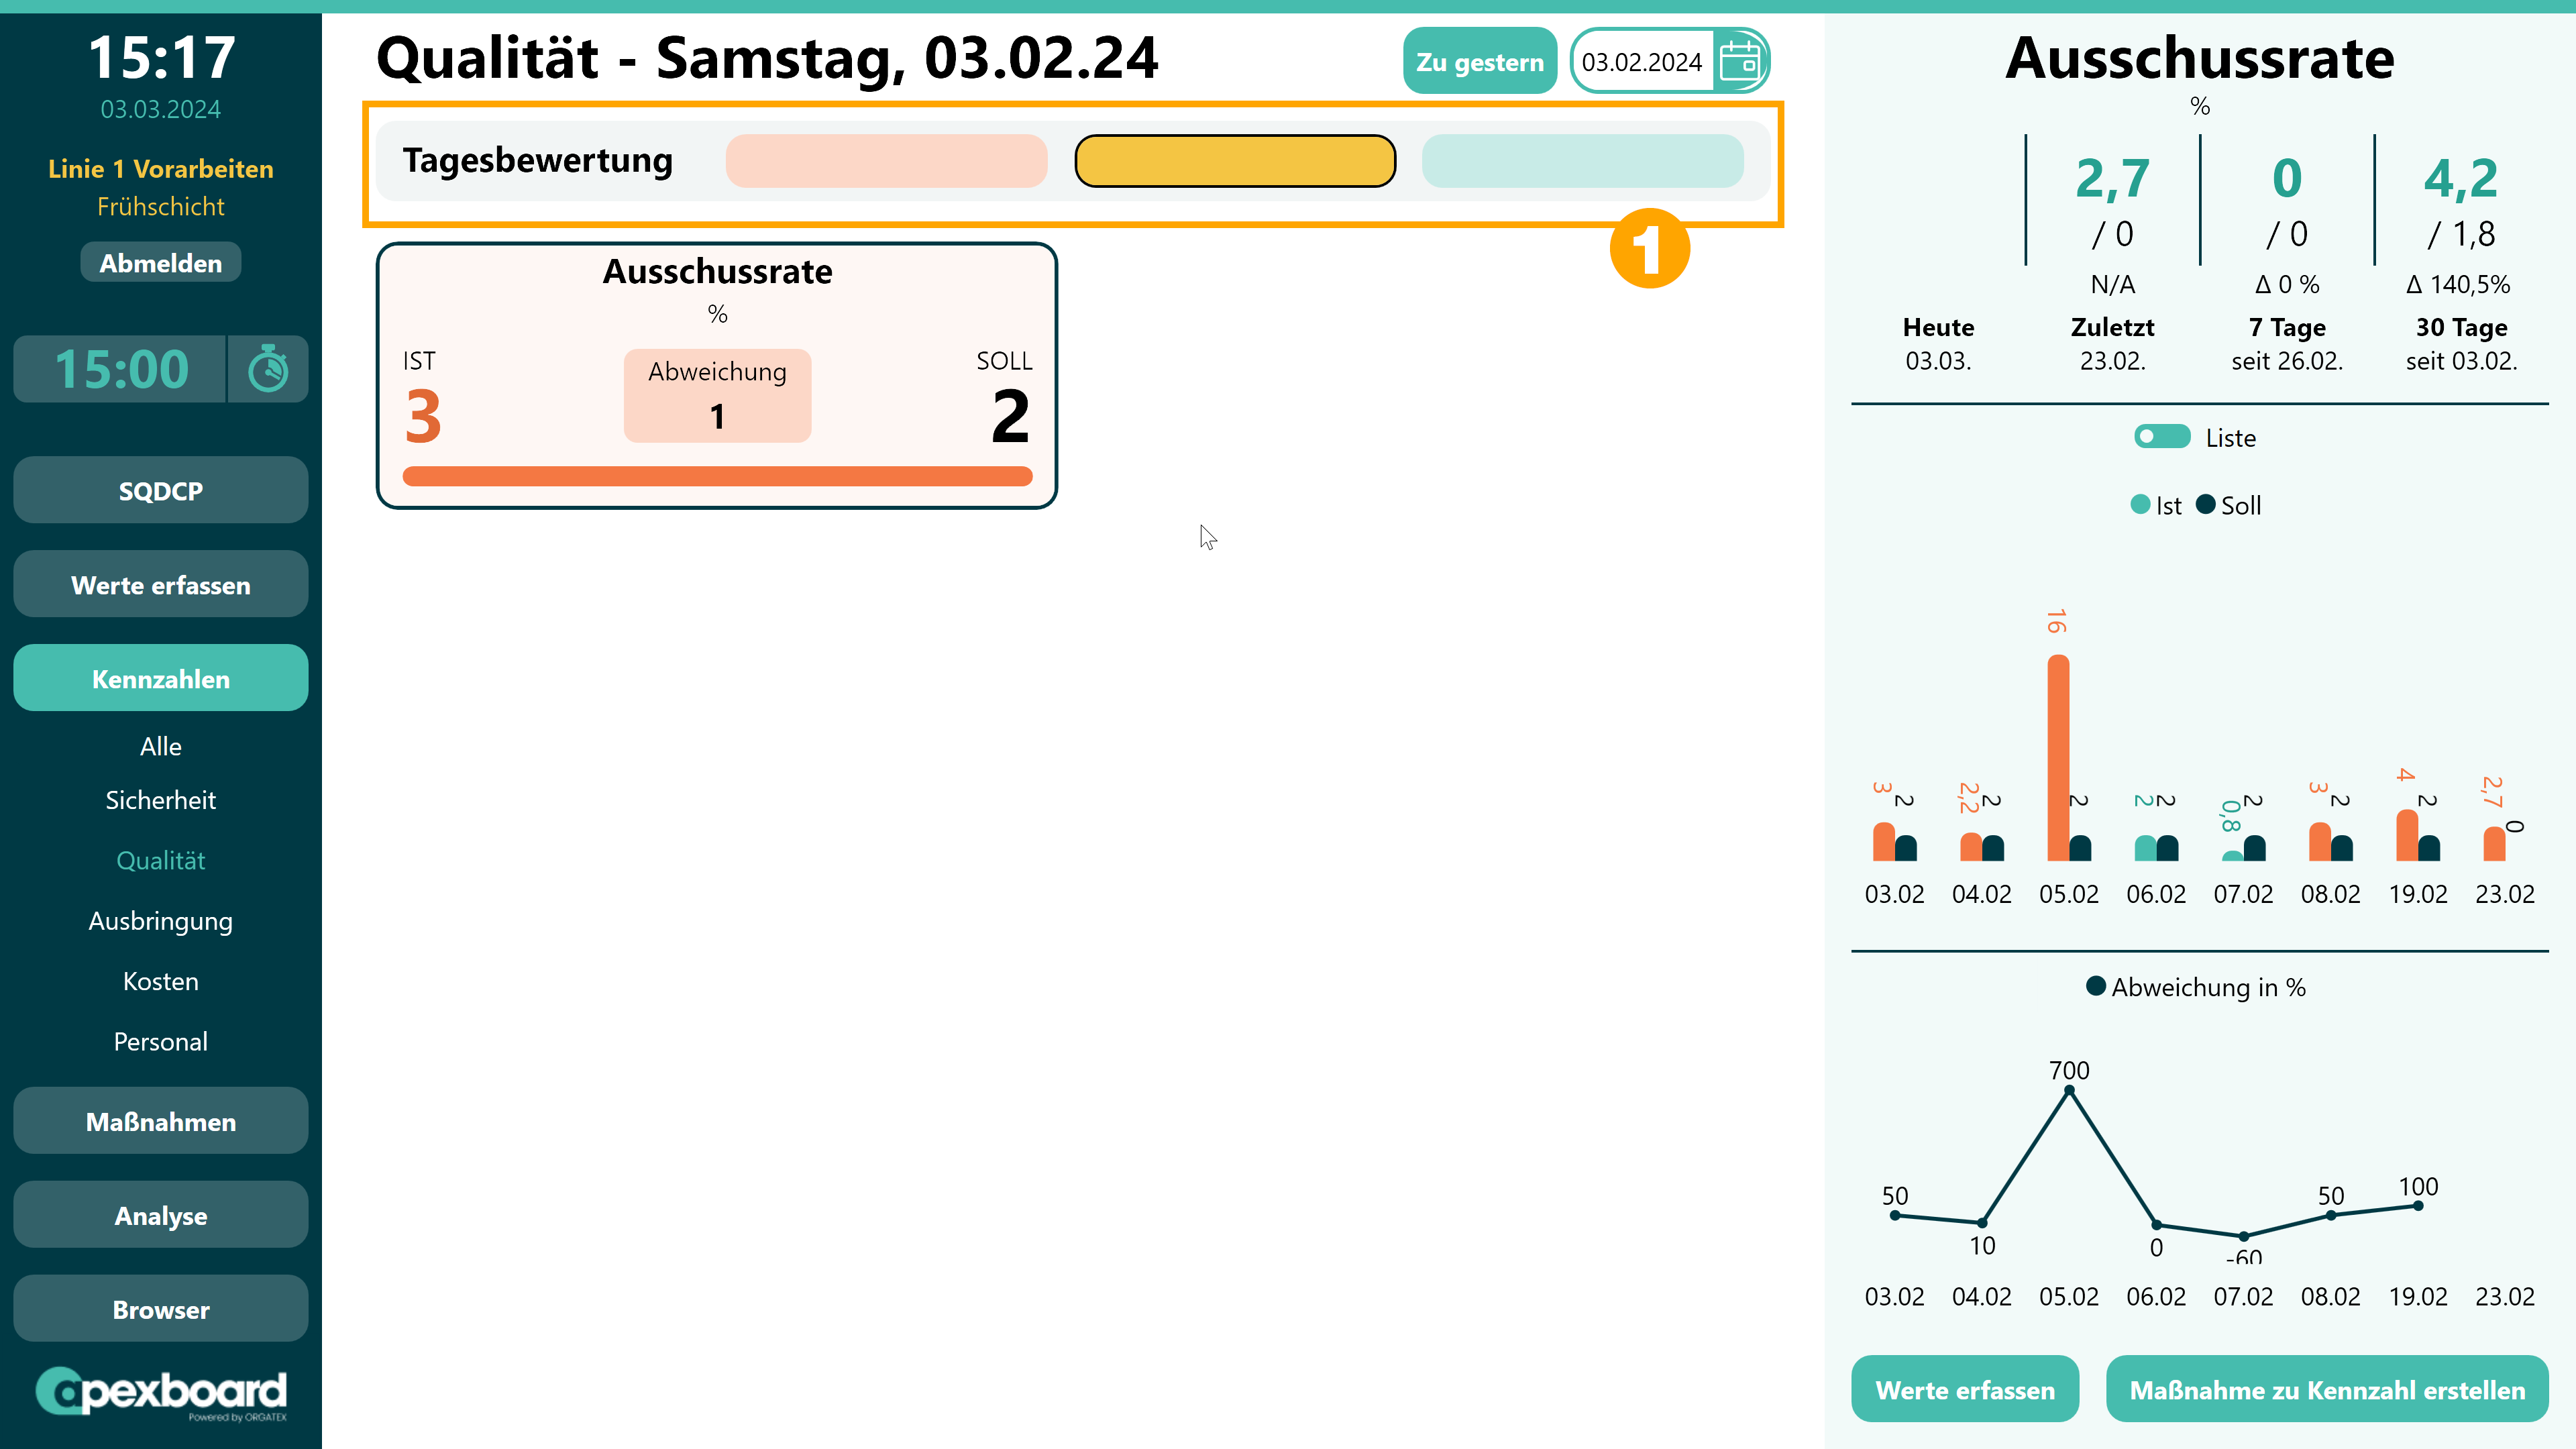 15:17
03.03.2024
Linie 1 Vorarbeiten
Frühschicht
Abmelden
15:00
SQDCP
Werte erfassen
Kennzahlen
Alle
Sicherheit
Qualität
Ausbringung
Kosten
Personal
Maßnahmen
Analyse
Browser
apexboard
Powered by ORGATEX
Qualität - Samstag, 03.02.24
Zu gestern
03.02.2024
Tagesbewertung
1
Ausschussrate
%
IST
Abweichung
SOLL
3
1
2
Ausschussrate
%
2,7 0 4,2
/ 0 / 0 / 1,8
N/A Δ 0 % Δ 140,5%
Heute Zuletzt 7 Tage 30 Tage
03.03. 23.02. seit 26.02. seit 03.02.
Liste
Ist Soll
3 2 2,2 2 16 2 2 2 0,8 2 3 2 4 2 2,7 0
03.02 04.02 05.02 06.02 07.02 08.02 19.02 23.02
Abweichung in %
50 10 700 0 -60 50 100
03.02 04.02 05.02 06.02 07.02 08.02 19.02 23.02
Werte erfassen
Maßnahme zu Kennzahl erstellen